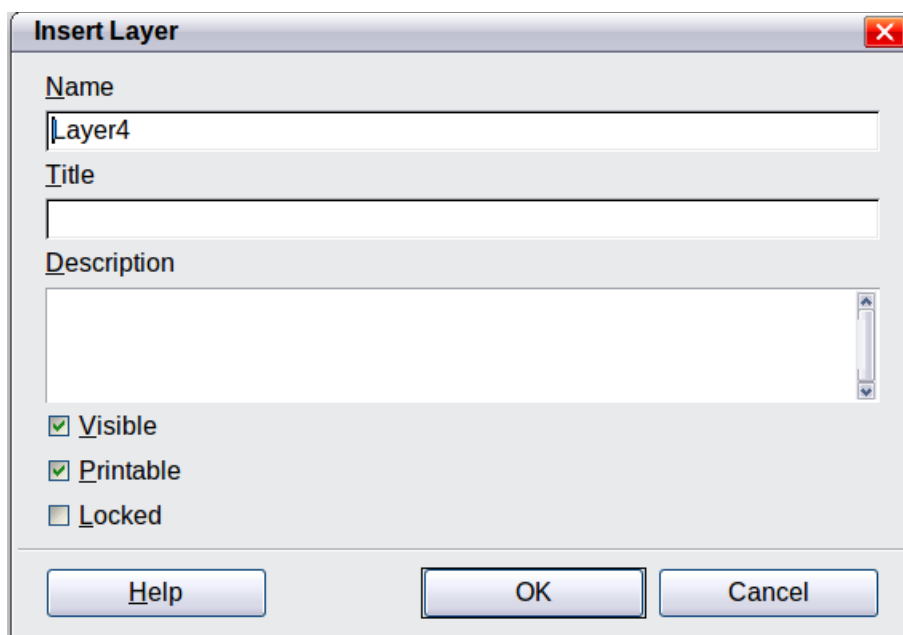 Insert Layer
Name
Layer4
Title
Description
Visible
Printable
Locked
Help OK Cancel